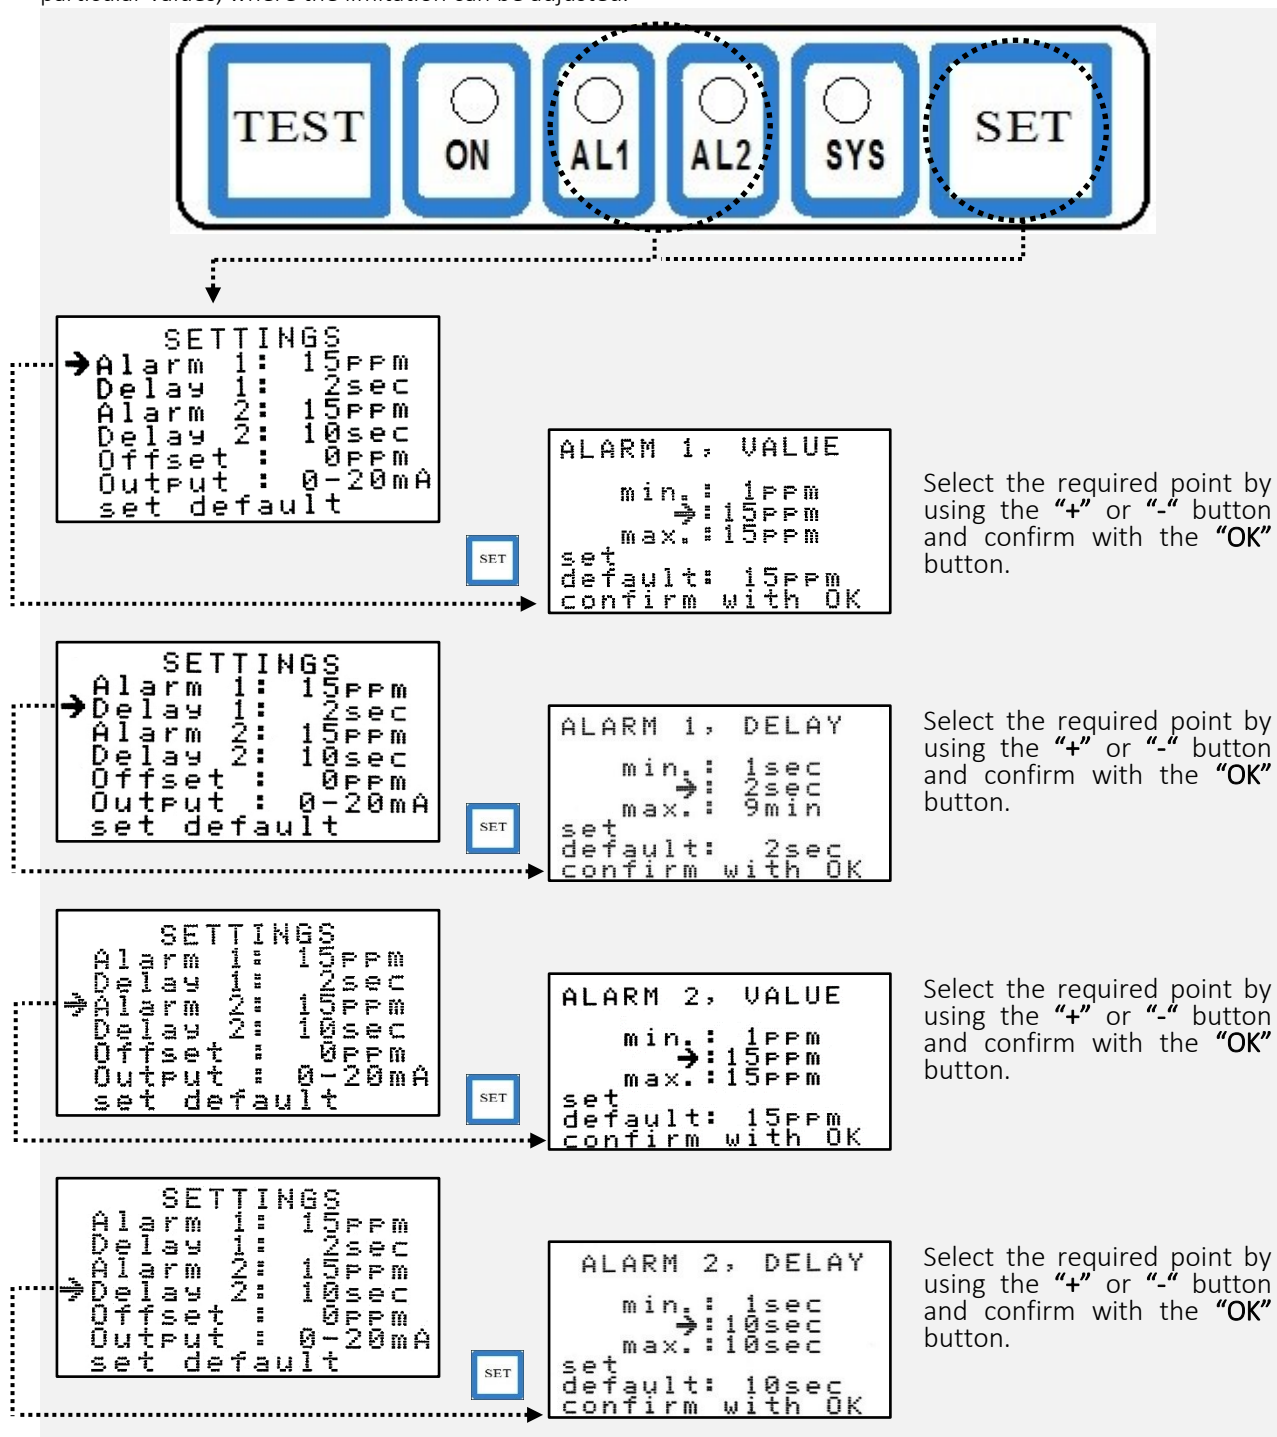 particular values, where the limitation can be adjusted.
TEST
ON
AL1
AL2
SYS
SET
SETTINGS
Alarm 1: 15ppm
Delay 1: 2sec
Alarm 2: 15ppm
Delay 2: 10sec
Offset : 0ppm
Output : 0-20mA
set default
SET
ALARM 1, VALUE
min.: 1ppm
→:15ppm
max.:15ppm
set
default: 15ppm
confirm with OK
Select the required point by
using the “+” or “-“ button
and confirm with the “OK”
button.
SETTINGS
Alarm 1: 15ppm
Delay 1: 2sec
Alarm 2: 15ppm
Delay 2: 10sec
Offset : 0ppm
Output : 0-20mA
set default
SET
ALARM 1, DELAY
min.: 1sec
→: 2sec
max.: 9min
set
default: 2sec
confirm with OK
Select the required point by
using the “+” or “-“ button
and confirm with the “OK”
button.
SETTINGS
Alarm 1: 15ppm
Delay 1: 2sec
Alarm 2: 15ppm
Delay 2: 10sec
Offset : 0ppm
Output : 0-20mA
set default
SET
ALARM 2, VALUE
min.: 1ppm
→:15ppm
max.:15ppm
set
default: 15ppm
confirm with OK
Select the required point by
using the “+” or “-“ button
and confirm with the “OK”
button.
SETTINGS
Alarm 1: 15ppm
Delay 1: 2sec
Alarm 2: 15ppm
Delay 2: 10sec
Offset : 0ppm
Output : 0-20mA
set default
SET
ALARM 2, DELAY
min.: 1sec
→:10sec
max.:10sec
set
default: 10sec
confirm with OK
Select the required point by
using the “+” or “-“ button
and confirm with the “OK”
button.